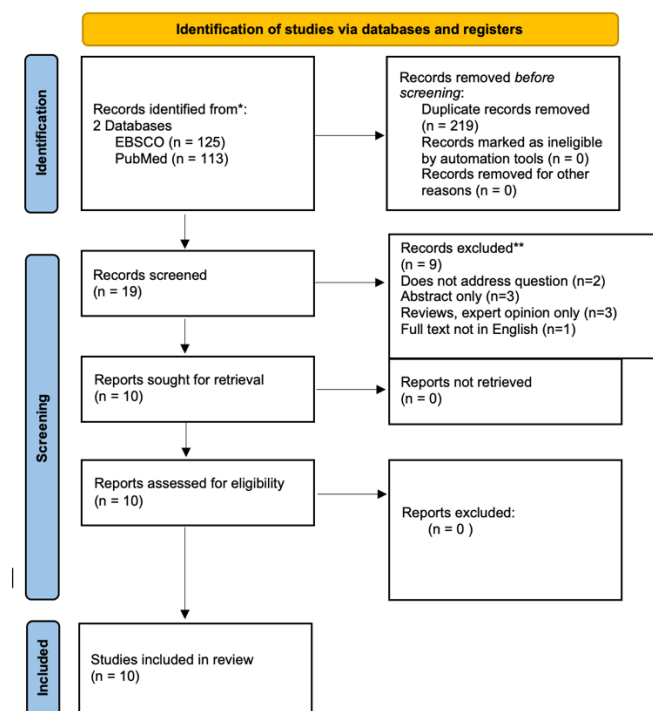 Identification of studies via databases and registers
Identification
Records identified from*:
2 Databases
EBSCO (n = 125)
PubMed (n = 113)
Records removed before
screening:
Duplicate records removed
(n = 219)
Records marked as ineligible
by automation tools (n = 0)
Records removed for other
reasons (n = 0)
Screening
Records screened
(n = 19)
Records excluded**
(n = 9)
Does not address question (n=2)
Abstract only (n=3)
Reviews, expert opinion only (n=3)
Full text not in English (n=1)
Reports sought for retrieval
(n = 10)
Reports not retrieved
(n = 0)
Reports assessed for eligibility
(n = 10)
Reports excluded:
(n = 0 )
Included
Studies included in review
(n = 10)